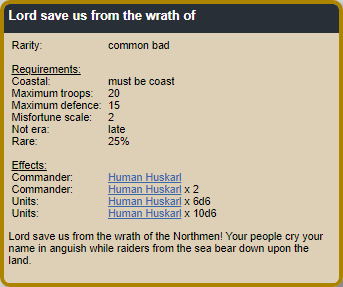 Lord save us from the wrath of
Rarity: common bad
Requirements:
Coastal: must be coast
Maximum troops: 20
Maximum defence: 15
Misfortune scale: 2
Not era: late
Rare: 25%
Effects:
Commander: Human Huskarl
Commander: Human Huskarl x 2
Units: Human Huskarl x 6d6
Units: Human Huskarl x 10d6
Lord save us from the wrath of the Northmen! Your people cry your
name in anguish while raiders from the sea bear down upon the
land.